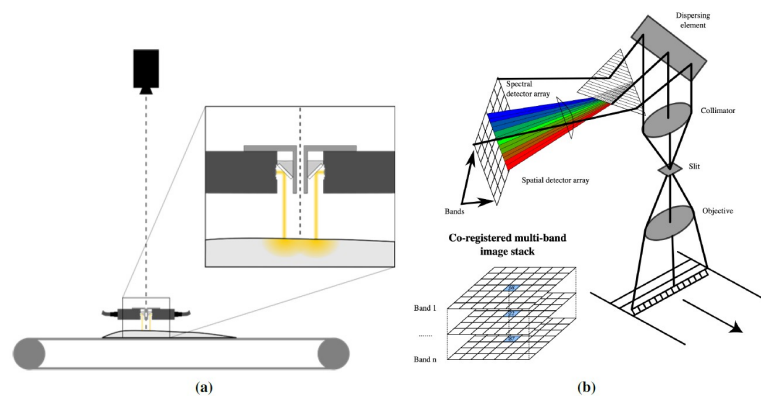 Dispersing
element
Spectral
detector array
Collimator
Slit
Spatial detector array
Bands
Objective
Co-registered multi-band
image stack
Band 1
.......
Band n
(a)
(b)